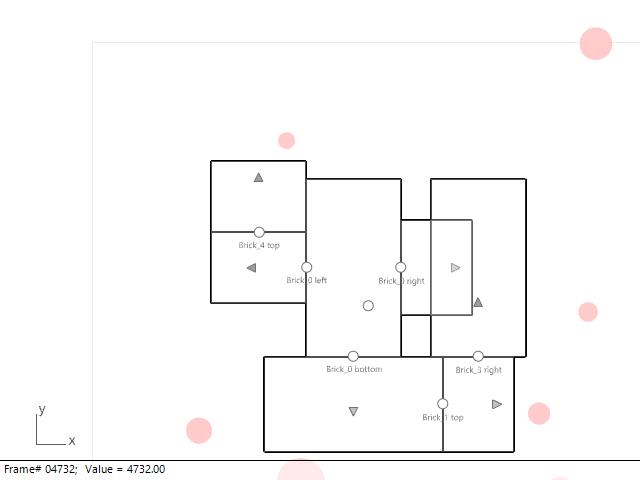 Brick_4 top
Brick_0 left
Brick_0 right
Brick_0 bottom
Brick_3 right
Brick_1 top
y
x
Frame# 04732; Value = 4732.00